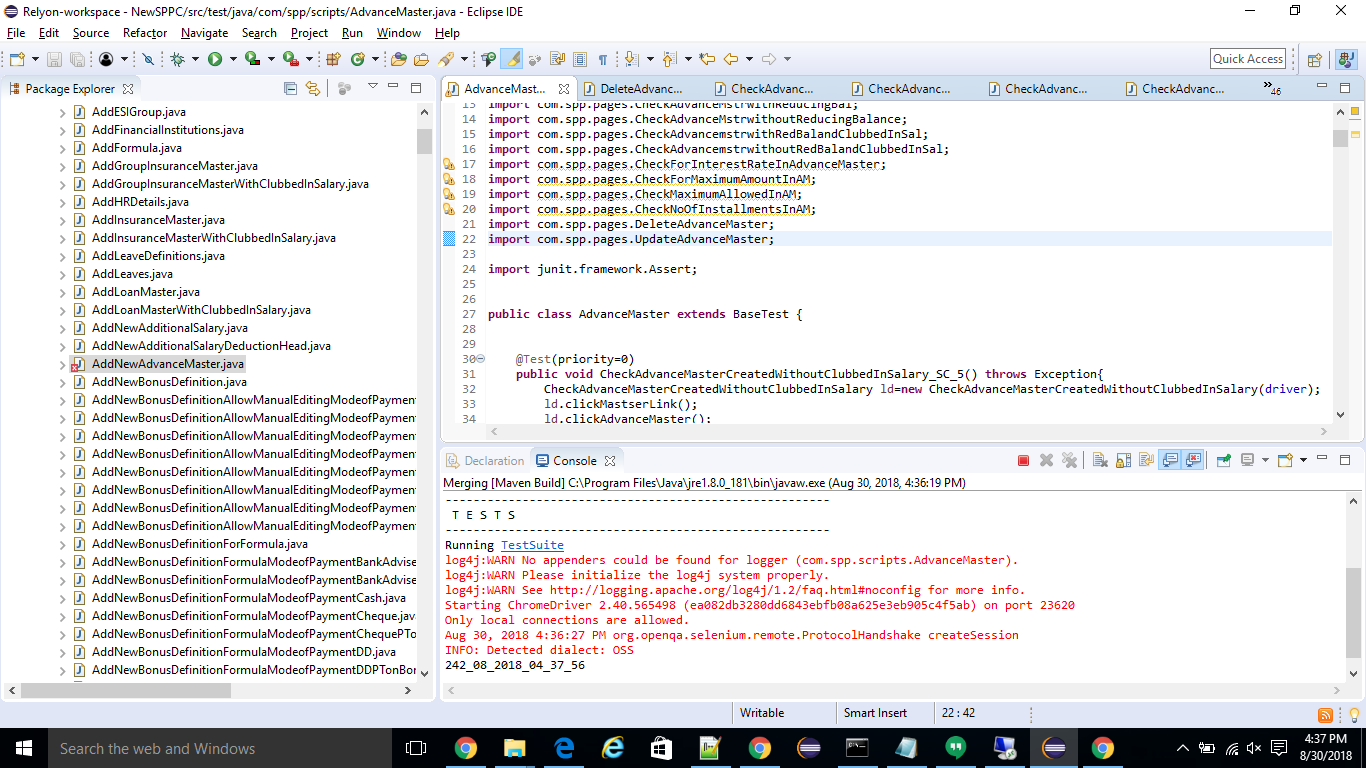 Relyon-workspace - NewSPPC/src/test/java/com/spp/scripts/AdvanceMaster.java - Eclipse IDE
File Edit Source Refactor Navigate Search Project Run Window Help
Quick Access
Package Explorer
AddESIGroup.java
AddFinancialInstitutions.java
AddFormula.java
AddGroupInsuranceMaster.java
AddGroupInsuranceMasterWithClubbedInSalary.java
AddHRDetails.java
AddInsuranceMaster.java
AddInsuranceMasterWithClubbedInSalary.java
AddLeaveDefinitions.java
AddLeaves.java
AddLoanMaster.java
AddLoanMasterWithClubbedInSalary.java
AddNewAdditionalSalary.java
AddNewAdditionalSalaryDeductionHead.java
AddNewAdvanceMaster.java
AddNewBonusDefinition.java
AddNewBonusDefinitionAllowManualEditingModeofPayment
AddNewBonusDefinitionAllowManualEditingModeofPayment
AddNewBonusDefinitionAllowManualEditingModeofPayment
AddNewBonusDefinitionAllowManualEditingModeofPayment
AddNewBonusDefinitionAllowManualEditingModeofPayment
AddNewBonusDefinitionAllowManualEditingModeofPayment
AddNewBonusDefinitionAllowManualEditingModeofPayment
AddNewBonusDefinitionAllowManualEditingModeofPayment
AddNewBonusDefinitionForFormula.java
AddNewBonusDefinitionFormulaModeofPaymentBankAdvise
AddNewBonusDefinitionFormulaModeofPaymentBankAdvise
AddNewBonusDefinitionFormulaModeofPaymentCash.java
AddNewBonusDefinitionFormulaModeofPaymentCheque.java
AddNewBonusDefinitionFormulaModeofPaymentChequePTo
AddNewBonusDefinitionFormulaModeofPaymentDD.java
AddNewBonusDefinitionFormulaModeofPaymentDDPTonBor
AdvanceMast... DeleteAdvanc... CheckAdvanc... CheckAdvanc... CheckAdvanc... CheckAdvanc... »46
13 import com.spp.pages.CheckAdvanceMstrwithReducingBal;
14 import com.spp.pages.CheckAdvanceMstrwithoutReducingBalance;
15 import com.spp.pages.CheckAdvancemstrwithRedBalandClubbedInSal;
16 import com.spp.pages.CheckAdvancemstrwithoutRedBalandClubbedInSal;
17 import com.spp.pages.CheckForInterestRateInAdvanceMaster;
18 import com.spp.pages.CheckForMaximumAmountInAM;
19 import com.spp.pages.CheckMaximumAllowedInAM;
20 import com.spp.pages.CheckNoOfInstallmentsInAM;
21 import com.spp.pages.DeleteAdvanceMaster;
22 import com.spp.pages.UpdateAdvanceMaster;
23
24 import junit.framework.Assert;
25
26
27 public class AdvanceMaster extends BaseTest {
28
29
30 @Test(priority=0)
31 public void CheckAdvanceMasterCreatedWithoutClubbedInSalary_SC_5() throws Exception{
32 CheckAdvanceMasterCreatedWithoutClubbedInSalary ld=new CheckAdvanceMasterCreatedWithoutClubbedInSalary(driver);
33 ld.clickMastserLink();
34 ld.clickAdvanceMaster();
Declaration Console
Merging [Maven Build] C:\Program Files\Java\jre1.8.0_181\bin\javaw.exe (Aug 30, 2018, 4:36:19 PM)
-------------------------------------------------------
T E S T S
-------------------------------------------------------
Running TestSuite
log4j:WARN No appenders could be found for logger (com.spp.scripts.AdvanceMaster).
log4j:WARN Please initialize the log4j system properly.
log4j:WARN See http://logging.apache.org/log4j/1.2/faq.html#noconfig for more info.
Starting ChromeDriver 2.40.565498 (ea082db3280dd6843ebfb08a625e3eb905c4f5ab) on port 23620
Only local connections are allowed.
Aug 30, 2018 4:36:27 PM org.openqa.selenium.remote.ProtocolHandshake createSession
INFO: Detected dialect: OSS
242_08_2018_04_37_56
Writable Smart Insert 22 : 42
Search the web and Windows
4:37 PM
8/30/2018